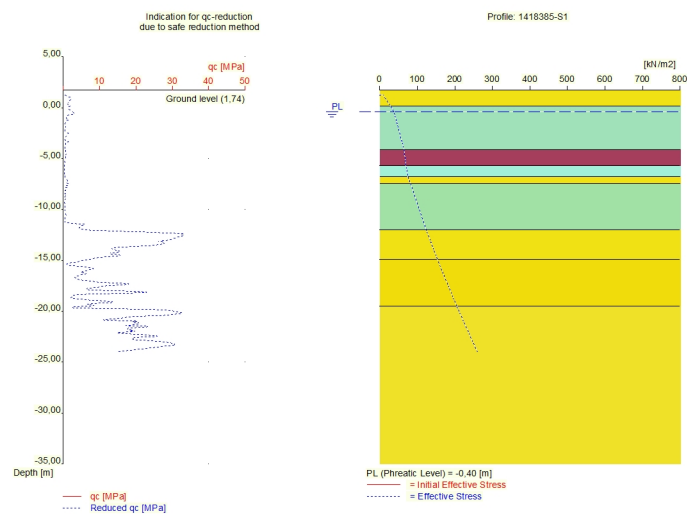 Indication for qc-reduction
due to safe reduction method
qc [MPa]
10 20 30 40 50
Ground level (1,74)
5,00
0,00
-5,00
-10,00
-15,00
-20,00
-25,00
-30,00
-35,00
Depth [m]
qc [MPa]
Reduced qc [MPa]
Profile: 1418385-S1
[kN/m2]
0 100 200 300 400 500 600 700 800
PL
PL (Phreatic Level) = -0,40 [m]
= Initial Effective Stress
= Effective Stress